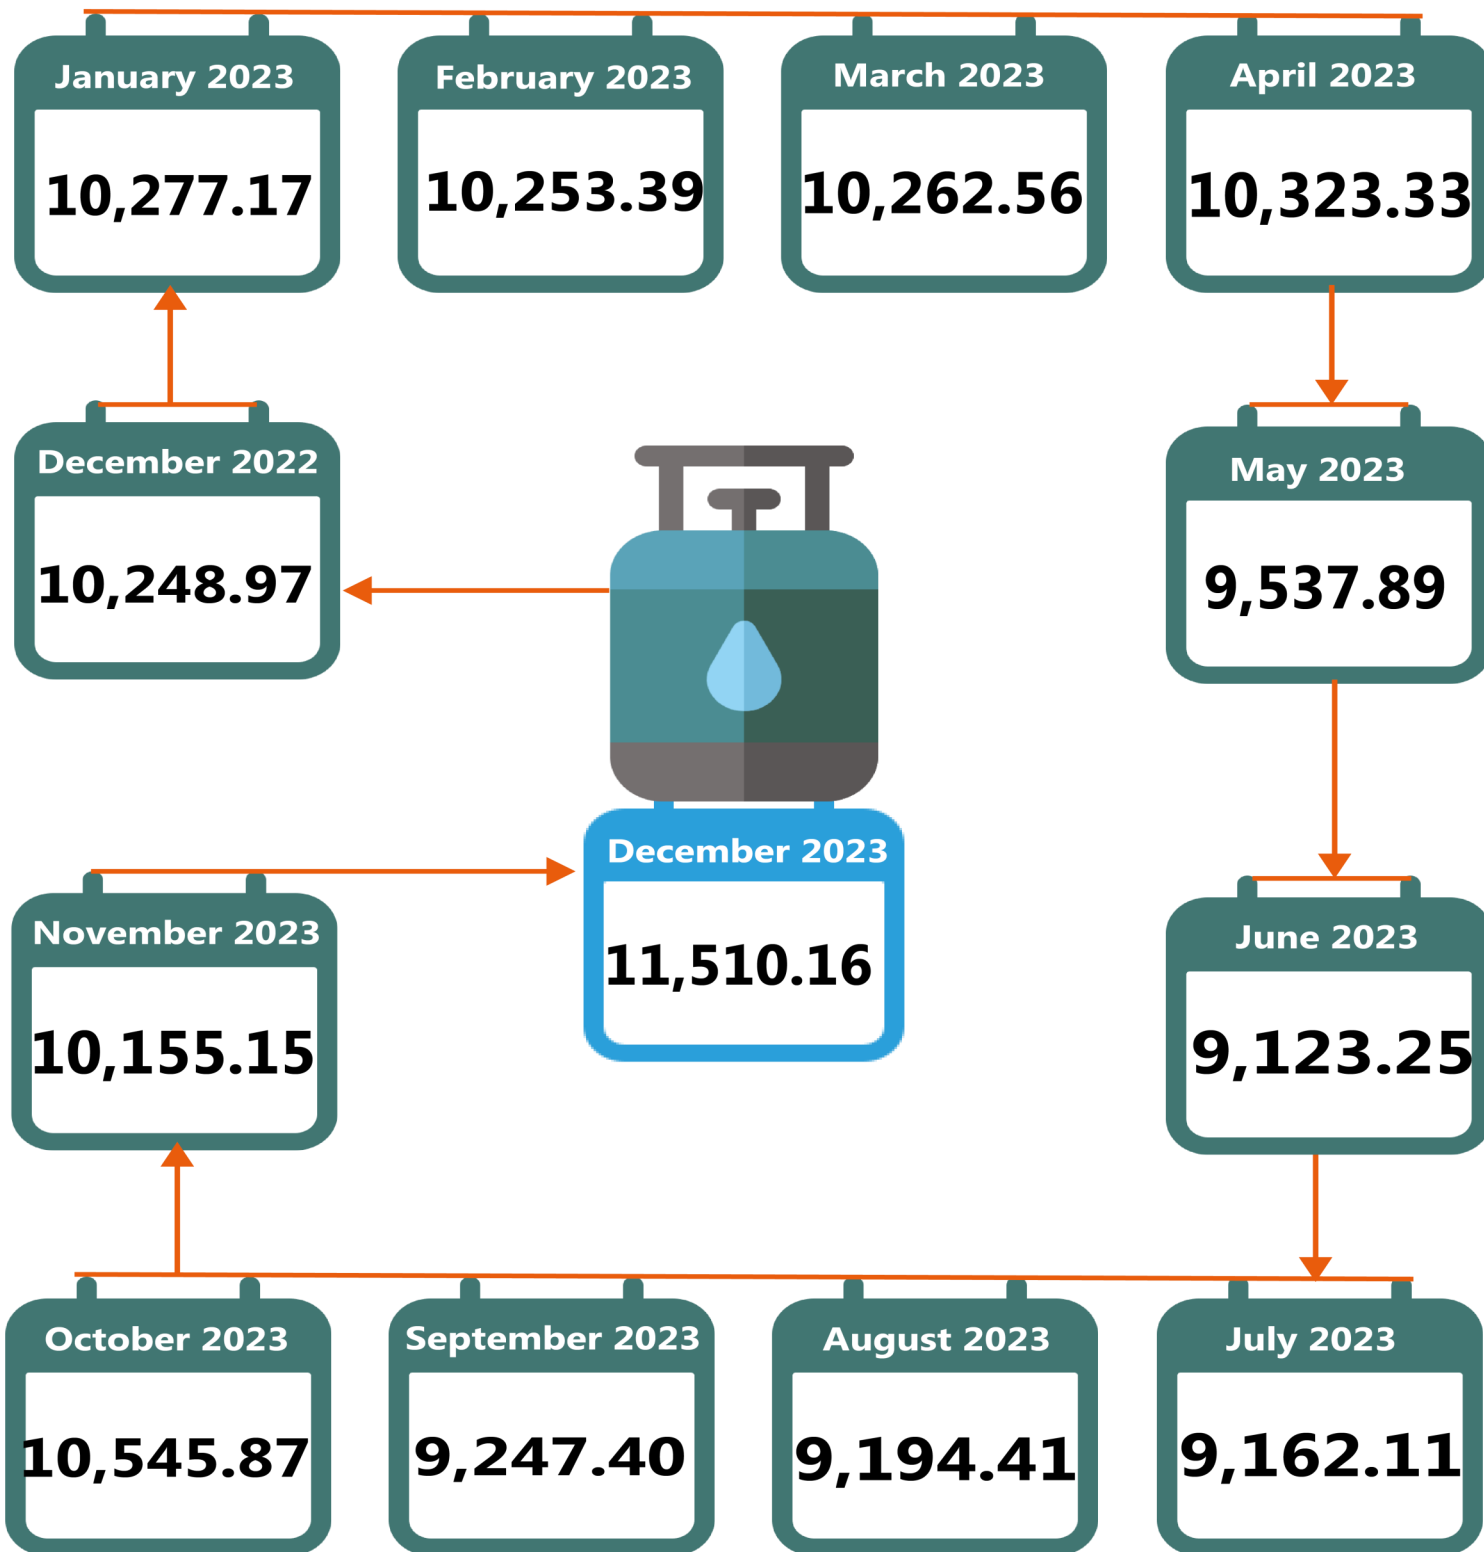 January 2023
10,277.17
February 2023
10,253.39
March 2023
10,262.56
April 2023
10,323.33
December 2022
10,248.97
May 2023
9,537.89
December 2023
11,510.16
November 2023
10,155.15
June 2023
9,123.25
October 2023
10,545.87
September 2023
9,247.40
August 2023
9,194.41
July 2023
9,162.11